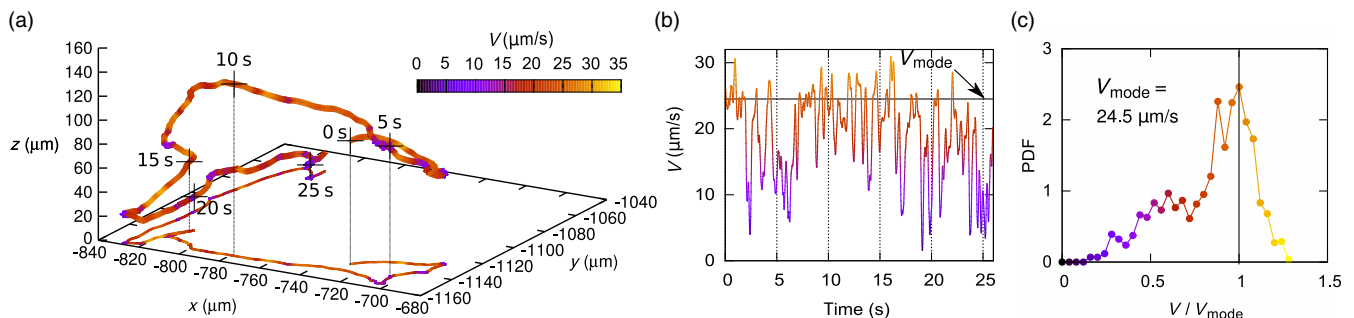 (a)
V (μm/s)
0 5 10 15 20 25 30 35
160
140
120
100
80
60
40
20
0
z (μm)
10 s
0 s
5 s
15 s
20 s
25 s
-840
-820
-800
-780
-760
-740
-720
-700
-680
x (μm)
-1160
-1140
-1120
-1100
-1080
-1060
-1040
y (μm)
(b)
V (μm/s)
30
20
10
0
Vmode
0 5 10 15 20 25
Time (s)
(c)
PDF
3
2
1
0
Vmode =
24.5 μm/s
0 0.5 1 1.5
V / Vmode